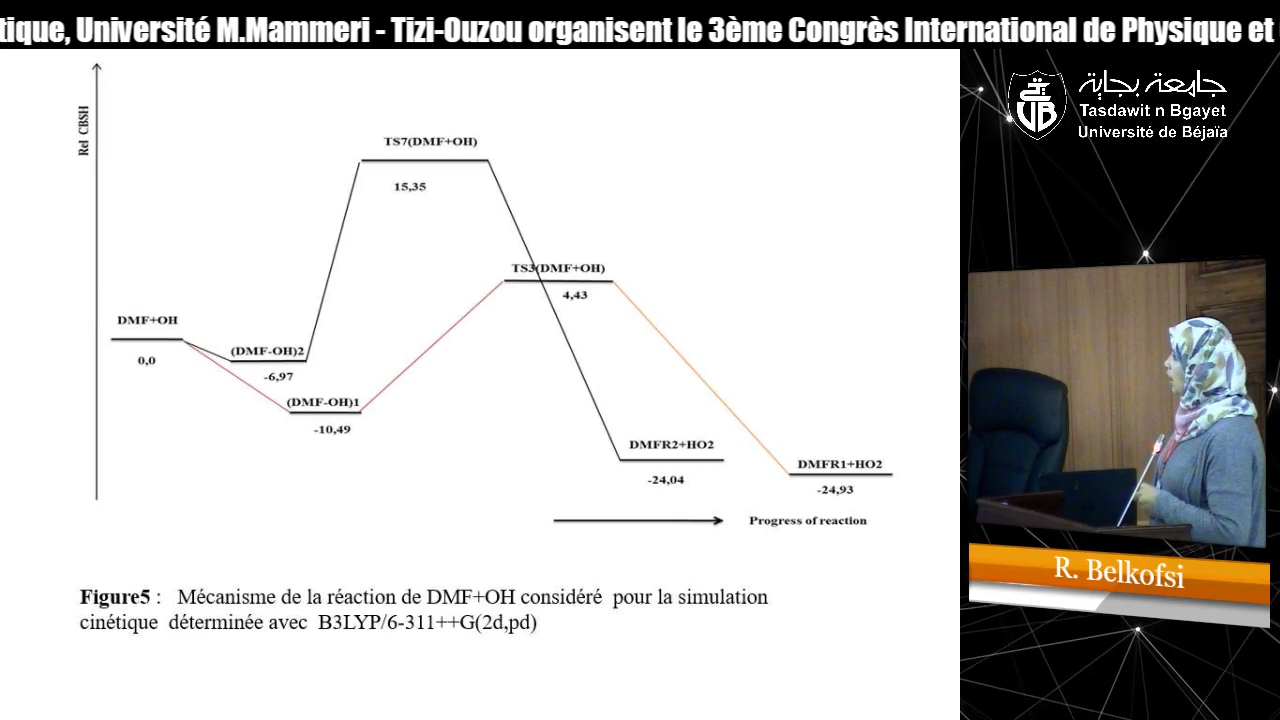 tique, Université M.Mammeri - Tizi-Ouzou organisent le 3ème Congrès International de Physique et
جامعة بجاية
Tasdawit n Bgayet
Université de Béjaïa
UB
Rel CBSH
TS7(DMF+OH)
15,35
TS3(DMF+OH)
4,43
DMF+OH
0,0
(DMF-OH)2
-6,97
(DMF-OH)1
-10,49
DMFR2+HO2
-24,04
DMFR1+HO2
-24,93
Progress of reaction
Figure5 : Mécanisme de la réaction de DMF+OH considéré pour la simulation
cinétique déterminée avec B3LYP/6-311++G(2d,pd)
R. Belkofsi